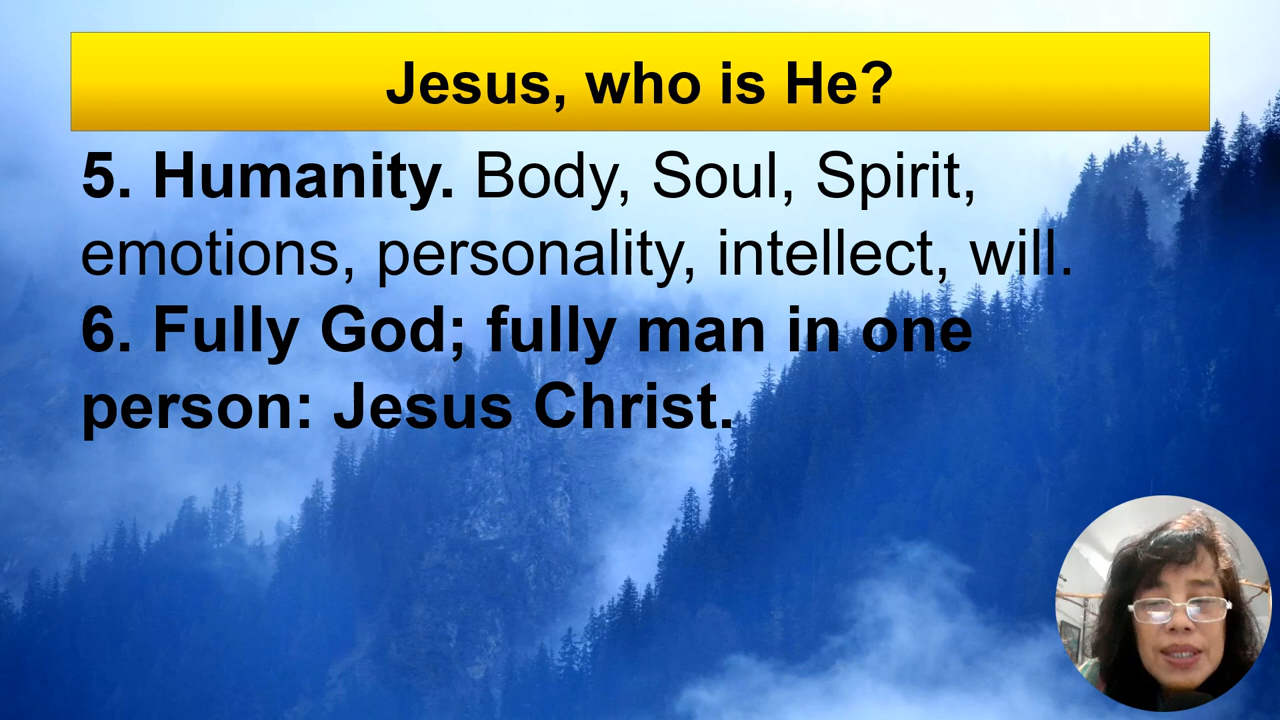 Jesus, who is He?
5. Humanity. Body, Soul, Spirit,
emotions, personality, intellect, will.
6. Fully God; fully man in one
person: Jesus Christ.